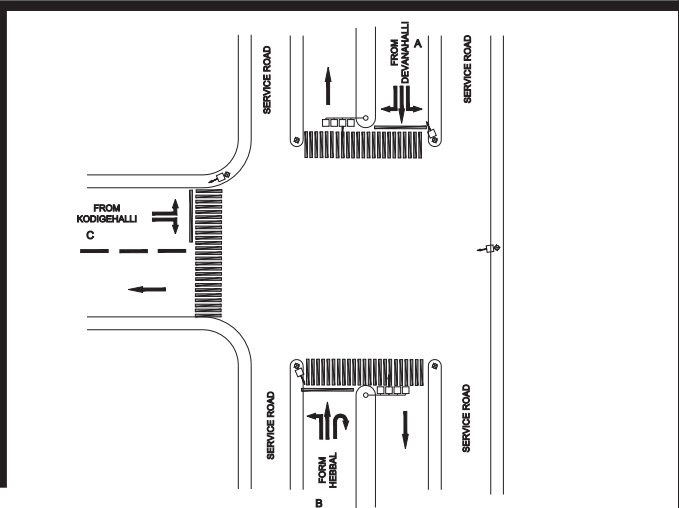 SERVICE ROAD
FROM
DEVANAHALLI
A
SERVICE ROAD
FROM
KODIGEHALLI
C
SERVICE ROAD
FORM
HEBBAL
B
SERVICE ROAD